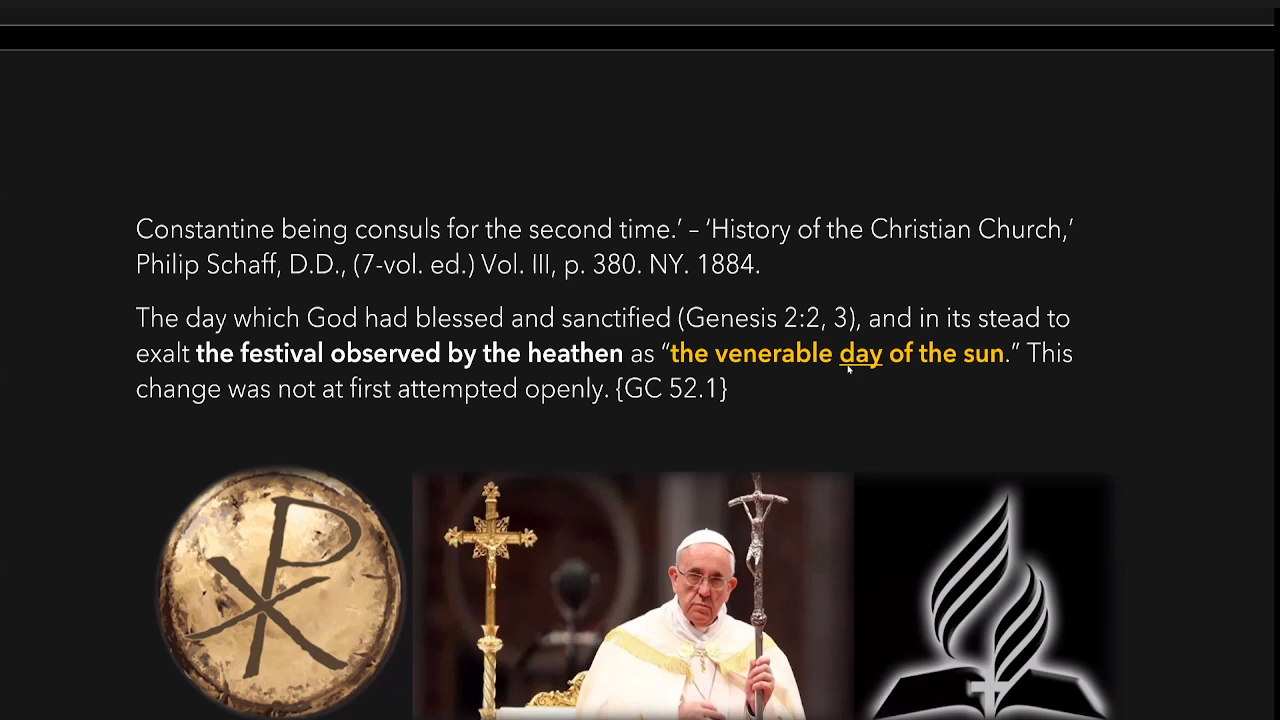 Constantine being consuls for the second time.’ – ‘History of the Christian Church,’
Philip Schaff, D.D., (7-vol. ed.) Vol. III, p. 380. NY. 1884.
The day which God had blessed and sanctified (Genesis 2:2, 3), and in its stead to
exalt the festival observed by the heathen as “the venerable day of the sun.” This
change was not at first attempted openly. {GC 52.1}